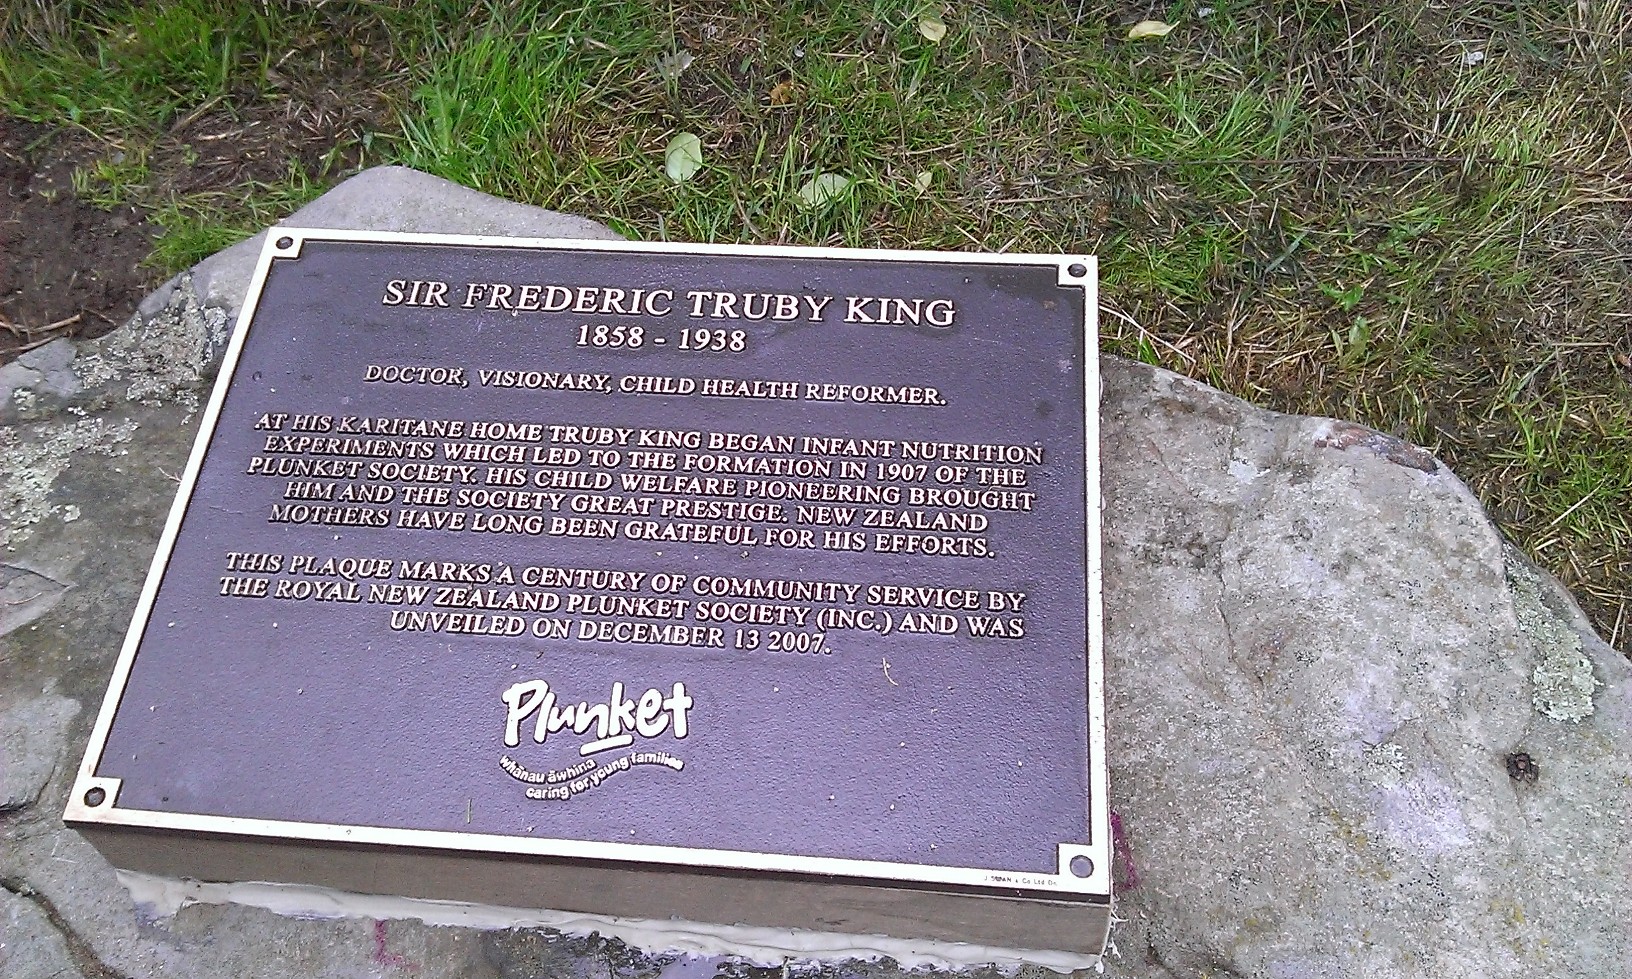 SIR FREDERIC TRUBY KING
1858 - 1938
DOCTOR, VISIONARY, CHILD HEALTH REFORMER.
AT HIS KARITANE HOME TRUBY KING BEGAN INFANT NUTRITION
EXPERIMENTS WHICH LED TO THE FORMATION IN 1907 OF THE
PLUNKET SOCIETY. HIS CHILD WELFARE PIONEERING BROUGHT
HIM AND THE SOCIETY GREAT PRESTIGE. NEW ZEALAND
MOTHERS HAVE LONG BEEN GRATEFUL FOR HIS EFFORTS.
THIS PLAQUE MARKS A CENTURY OF COMMUNITY SERVICE BY
THE ROYAL NEW ZEALAND PLUNKET SOCIETY (INC.) AND WAS
UNVEILED ON DECEMBER 13 2007.
Plunket
whānau āwhina
caring for young families